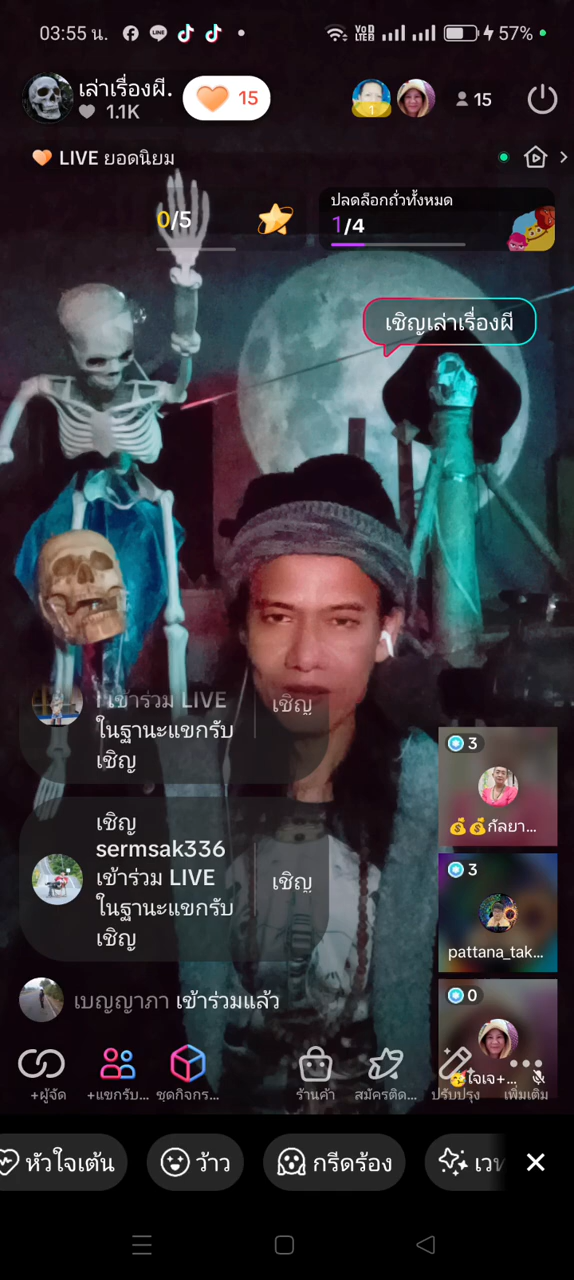 03:55 น.
VoD
LTE2
57%
เล่าเรื่องผี.
1.1K
15
1
15
LIVE ยอดนิยม
0/5
ปลดล็อกถั่วทั้งหมด
1/4
เชิญเล่าเรื่องผี
เข้าร่วม LIVE
ในฐานะแขกรับ
เชิญ
เชิญ
เชิญ
sermsak336
เข้าร่วม LIVE
ในฐานะแขกรับ
เชิญ
เชิญ
3
💰💰กัลยา...
3
pattana_tak...
0
ใจเจ+...
เบญญาภา เข้าร่วมแล้ว
+ผู้จัด
+แขกรับ...
ชุดกิจกร...
ร้านค้า
สมัครติด...
ปรับปรุง
เพิ่มเติม
หัวใจเต้น
ว้าว
กรีดร้อง